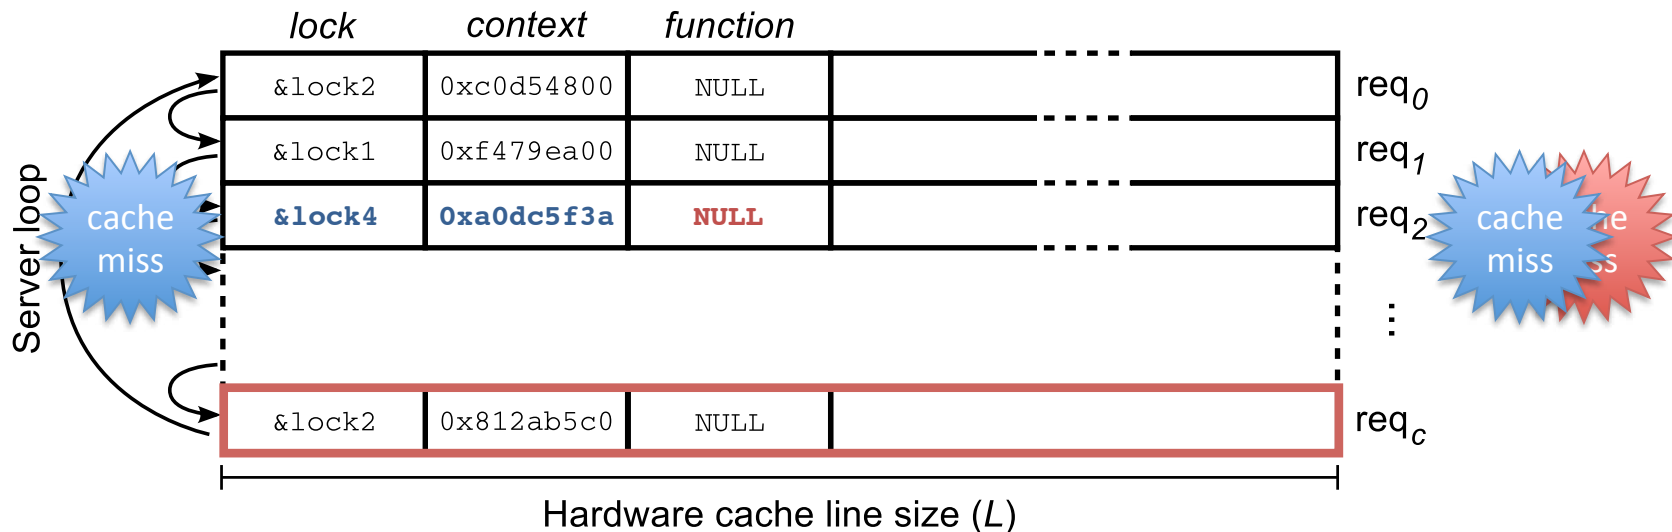 lock context function
&lock2 0xc0d54800 NULL req0
&lock1 0xf479ea00 NULL req1
&lock4 0xa0dc5f3a NULL req2
Server loop
cache
miss
cache
miss
...
&lock2 0x812ab5c0 NULL reqc
Hardware cache line size (L)